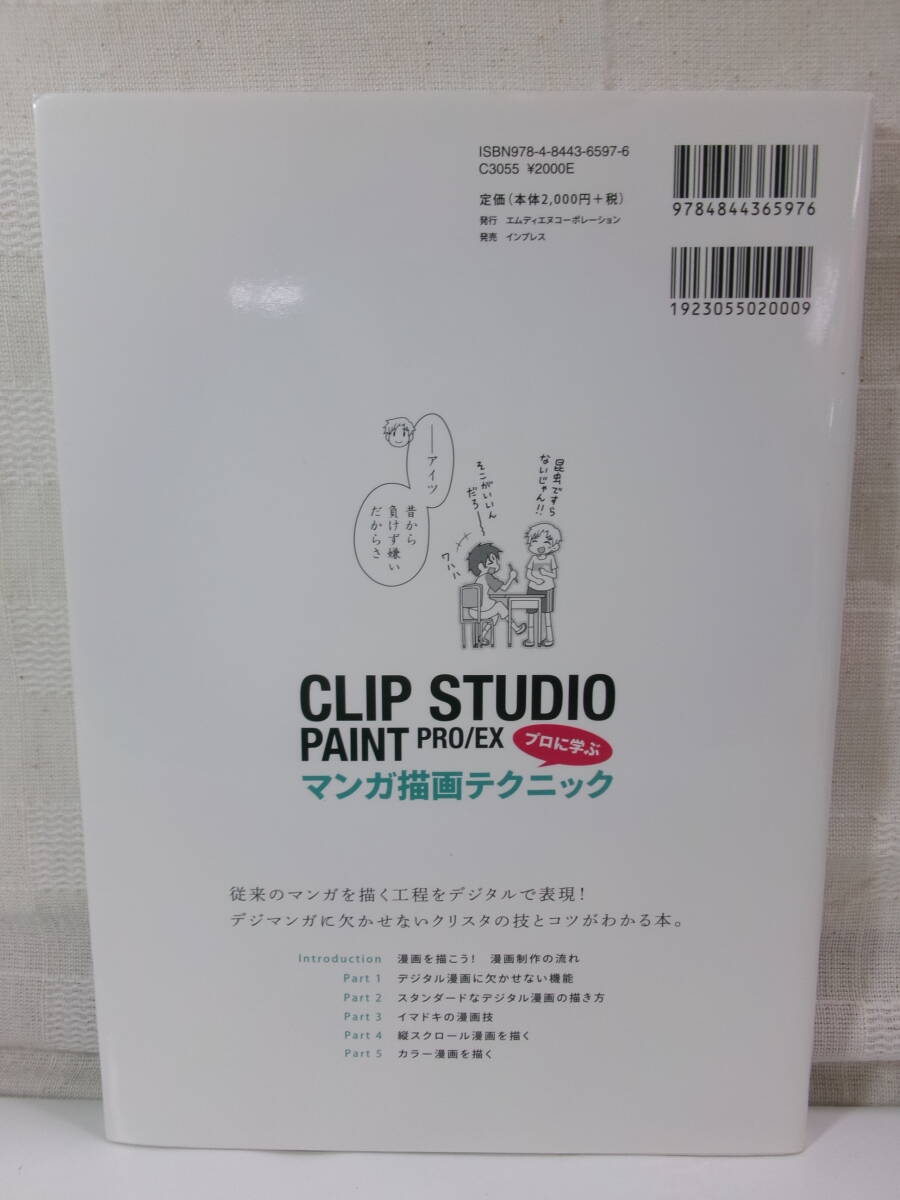 ISBN978-4-8443-6597-6
C3055 ¥2000E
定価(本体2,000円+税)
発行 エムディエヌコーポレーション
発売 インプレス
9784844365976
1923055020009
――アイツ
昔から
負けず嫌い
だからさ
昆虫ですら
ないじゃん!!
そこがいいん
だろ――
ワハハ
CLIP STUDIO
PAINT PRO/EX
プロに学ぶ
マンガ描画テクニック
従来のマンガを描く工程をデジタルで表現!
デジマンガに欠かせないクリスタの技とコツがわかる本。
Introduction 漫画を描こう! 漫画制作の流れ
Part 1 デジタル漫画に欠かせない機能
Part 2 スタンダードなデジタル漫画の描き方
Part 3 イマドキの漫画技
Part 4 縦スクロール漫画を描く
Part 5 カラー漫画を描く